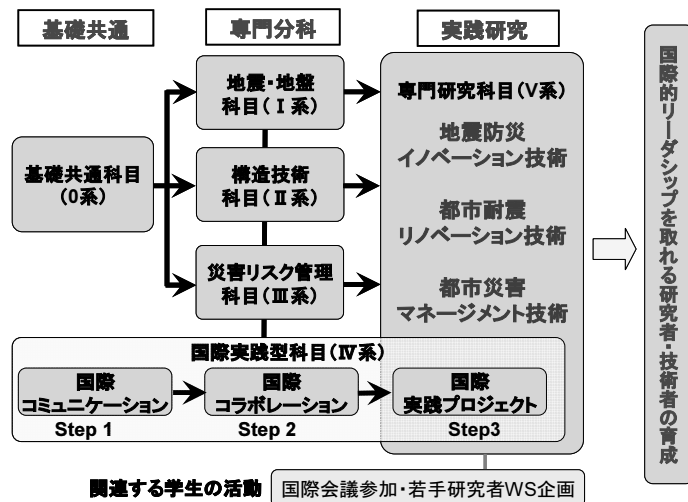 基礎共通
専門分科
実践研究
地震・地盤
科目(Ⅰ系)
基礎共通科目
(0系)
構造技術
科目(Ⅱ系)
災害リスク管理
科目(Ⅲ系)
専門研究科目(Ⅴ系)
地震防災
イノベーション技術
都市耐震
リノベーション技術
都市災害
マネージメント技術
国際実践型科目(Ⅳ系)
国際
コミュニケーション
Step 1
国際
コラボレーション
Step 2
国際
実践プロジェクト
Step3
関連する学生の活動
国際会議参加・若手研究者WS企画
国際的リーダシップを取れる研究者・技術者の育成